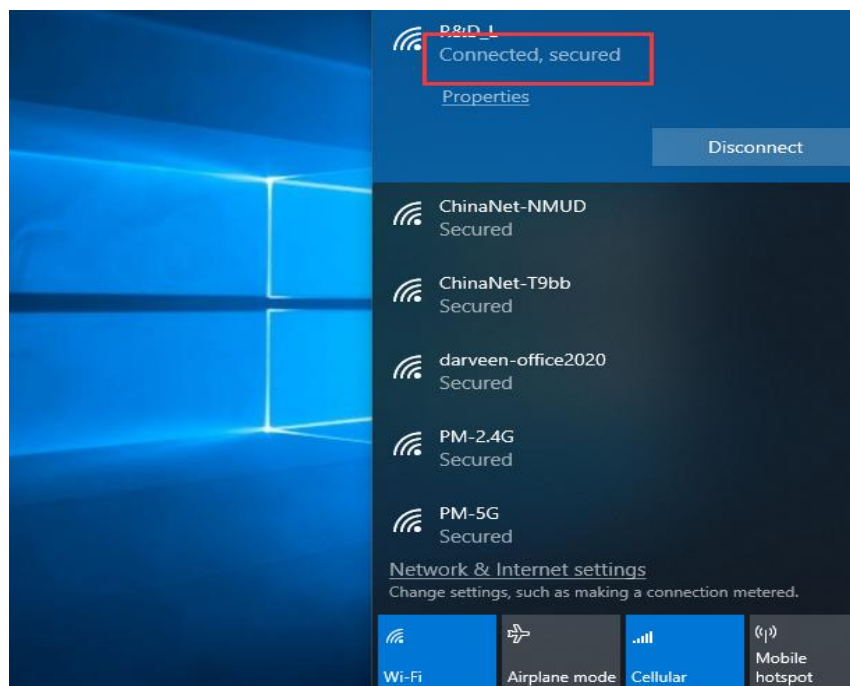 R&D_L
Connected, secured
Properties
Disconnect
ChinaNet-NMUD
Secured
ChinaNet-T9bb
Secured
darveen-office2020
Secured
PM-2.4G
Secured
PM-5G
Secured
Network & Internet settings
Change settings, such as making a connection metered.
Wi-Fi
Airplane mode
Cellular
Mobile
hotspot